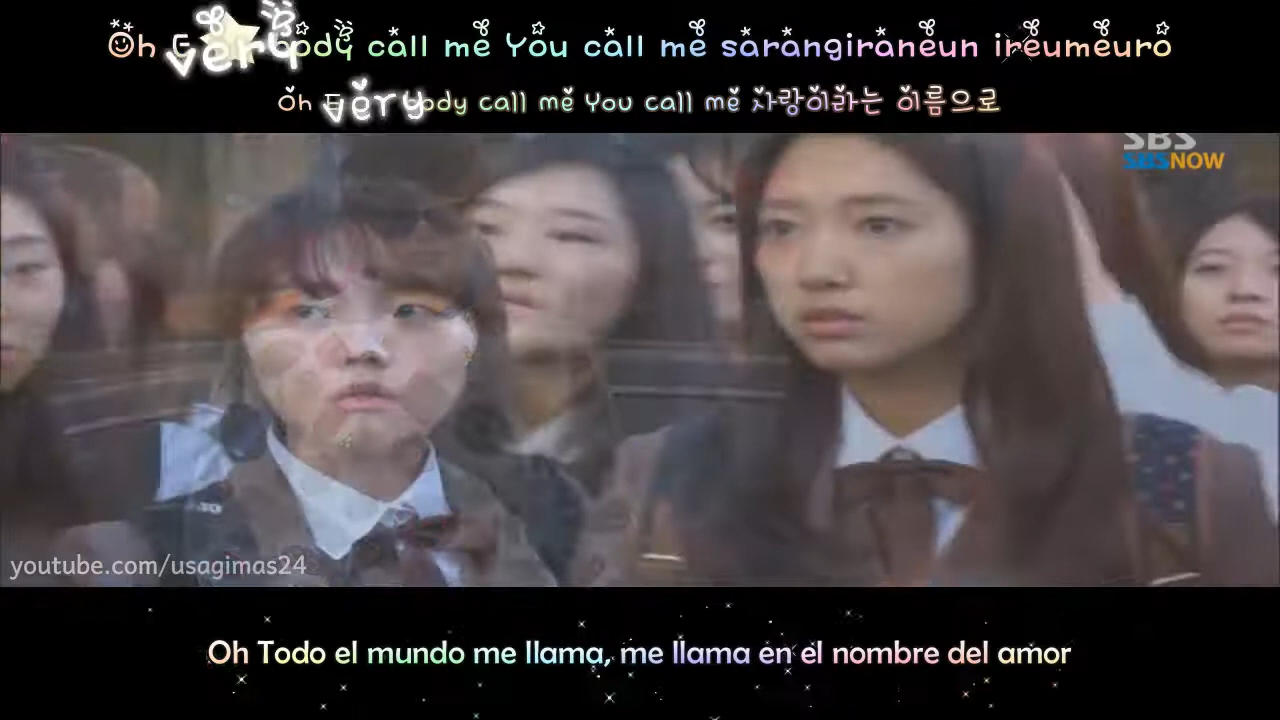 Oh Everybody call me You call me sarangiraneun ireumeuro
Oh Everybody call me You call me 사랑이라는 이름으로
SBS
SBSNOW
youtube.com/usagimas24
Oh Todo el mundo me llama, me llama en el nombre del amor